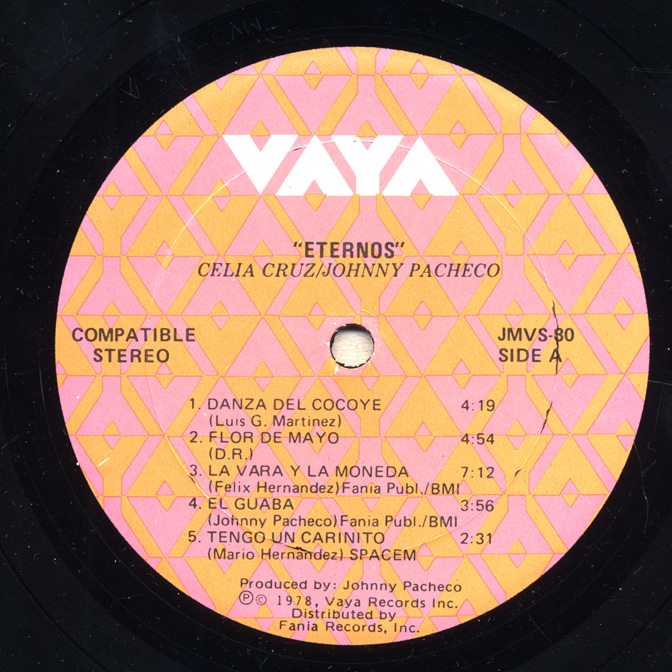 VAYA
"ETERNOS"
CELIA CRUZ/JOHNNY PACHECO
COMPATIBLE
STEREO
JMVS-80
SIDE A
1. DANZA DEL COCOYE 4:19
(Luis G. Martinez)
2. FLOR DE MAYO 4:54
(D.R.)
3. LA VARA Y LA MONEDA 7:12
(Felix Hernandez) Fania Publ./BMI
4. EL GUABA 3:56
(Johnny Pacheco) Fania Publ./BMI
5. TENGO UN CARINITO 2:31
(Mario Hernandez) SPACEM
Produced by: Johnny Pacheco
℗© 1978, Vaya Records Inc.
Distributed by
Fania Records, Inc.